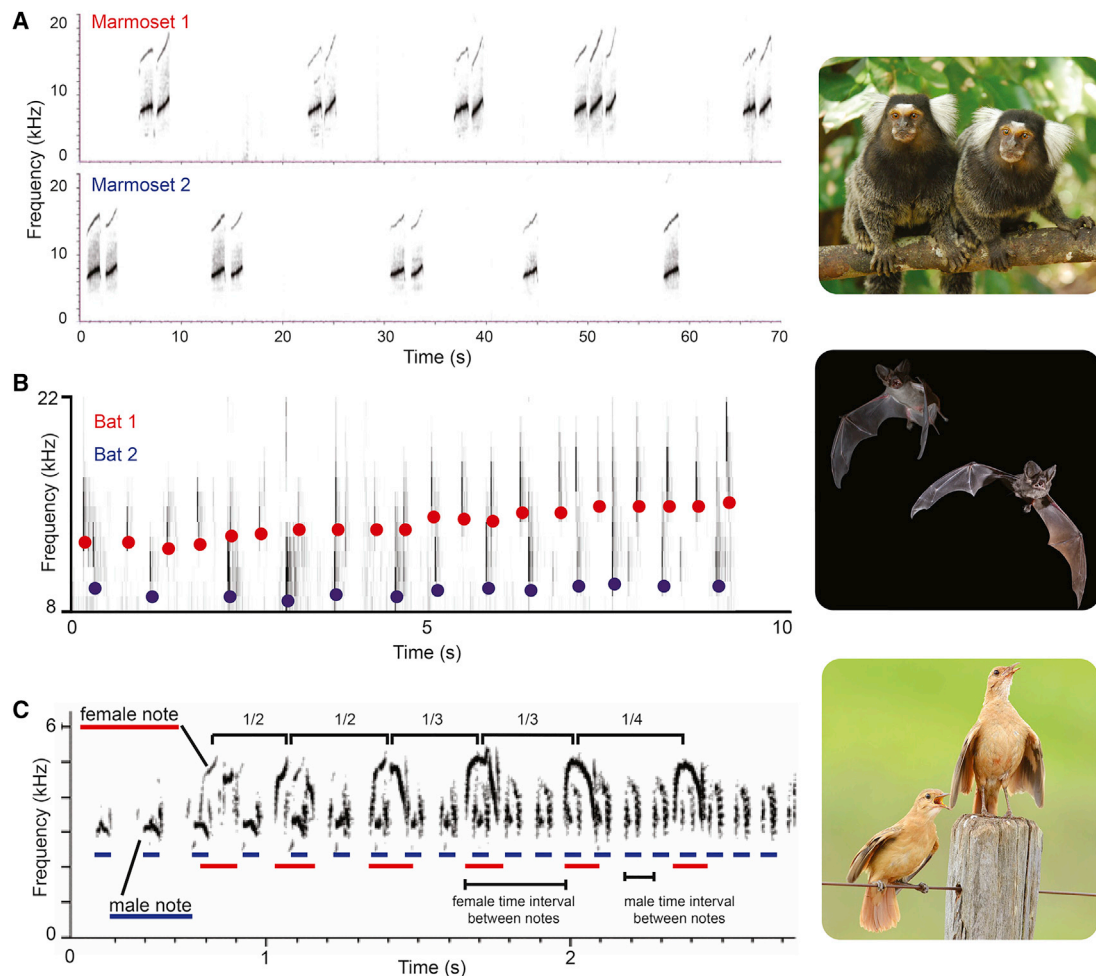 A
Marmoset 1
20
10
0
Frequency (kHz)
Marmoset 2
20
10
0
0 10 20 30 40 50 60 70
Time (s)
B
22
Bat 1
Bat 2
Frequency (kHz)
8
0 5 10
Time (s)
C
female note
1/2 1/2 1/3 1/3 1/4
6
Frequency (kHz)
male note
female time interval
between notes
male time interval
between notes
0
0 1 2
Time (s)